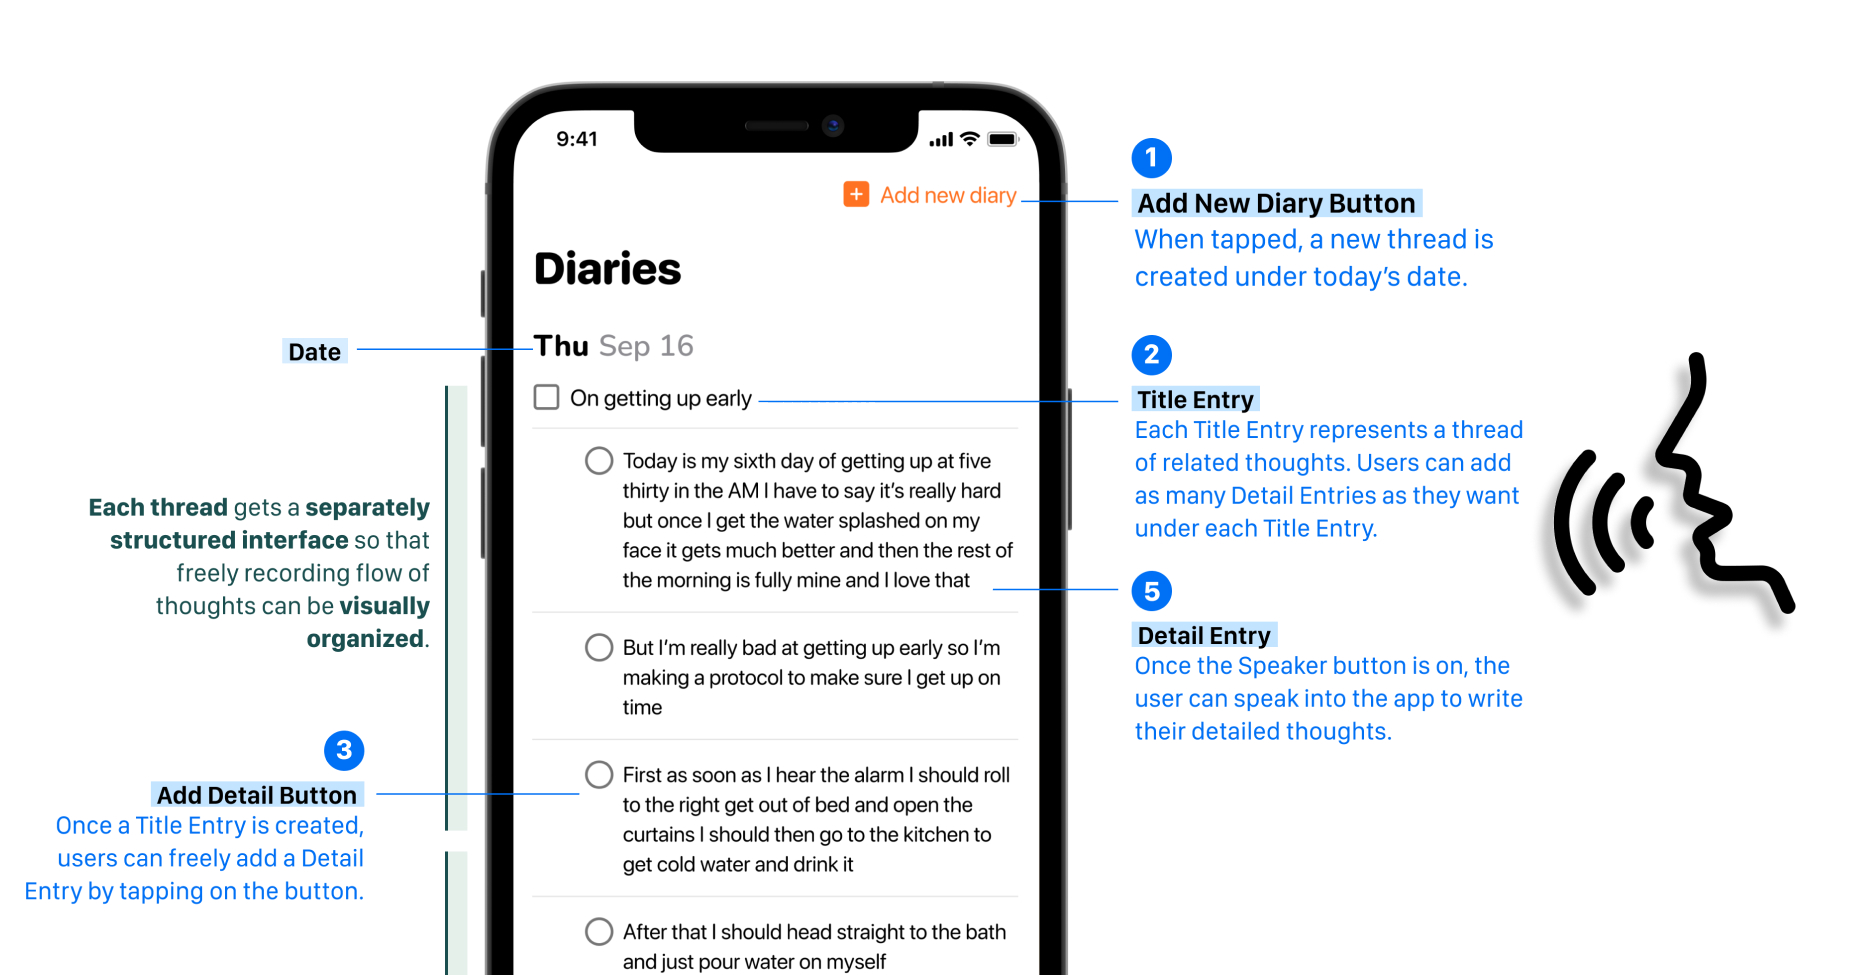 9:41
Add new diary
Diaries
Thu Sep 16
On getting up early
Today is my sixth day of getting up at five
thirty in the AM I have to say it's really hard
but once I get the water splashed on my
face it gets much better and then the rest of
the morning is fully mine and I love that
But I'm really bad at getting up early so I'm
making a protocol to make sure I get up on
time
First as soon as I hear the alarm I should roll
to the right get out of bed and open the
curtains I should then go to the kitchen to
get cold water and drink it
After that I should head straight to the bath
and just pour water on myself
Date
Each thread gets a separately
structured interface so that
freely recording flow of
thoughts can be visually
organized.
3
Add Detail Button
Once a Title Entry is created,
users can freely add a Detail
Entry by tapping on the button.
1
Add New Diary Button
When tapped, a new thread is
created under today’s date.
2
Title Entry
Each Title Entry represents a thread
of related thoughts. Users can add
as many Detail Entries as they want
under each Title Entry.
5
Detail Entry
Once the Speaker button is on, the
user can speak into the app to write
their detailed thoughts.